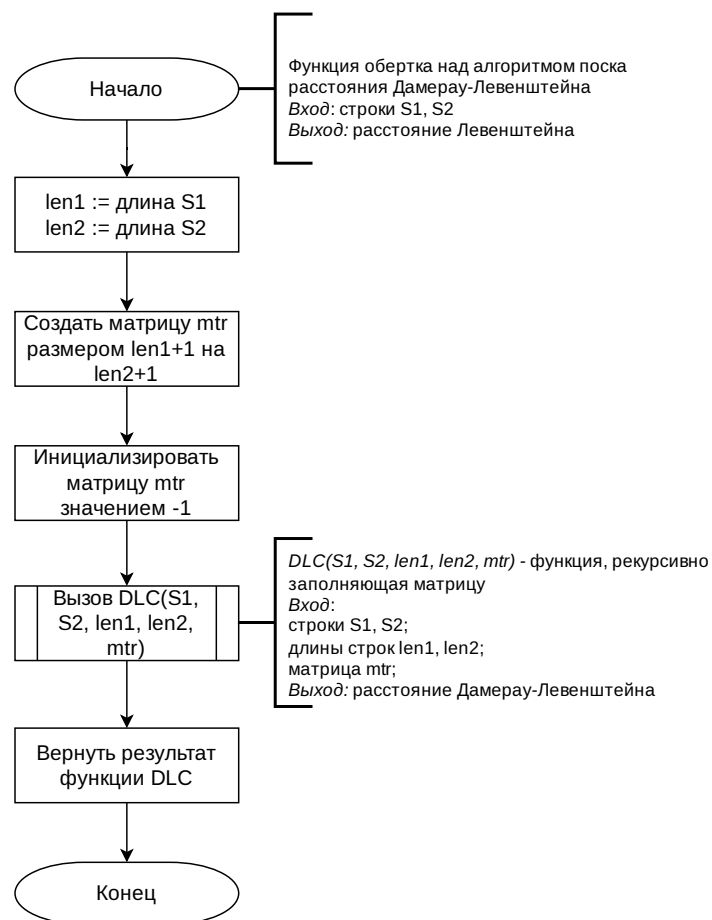 Начало
Функция обертка над алгоритмом поска
расстояния Дамерау-Левенштейна
Вход: строки S1, S2
Выход: расстояние Левенштейна
len1 := длина S1
len2 := длина S2
Создать матрицу mtr
размером len1+1 на
len2+1
Инициализировать
матрицу mtr
значением -1
Вызов DLC(S1,
S2, len1, len2,
mtr)
DLC(S1, S2, len1, len2, mtr) - функция, рекурсивно
заполняющая матрицу
Вход:
строки S1, S2;
длины строк len1, len2;
матрица mtr;
Выход: расстояние Дамерау-Левенштейна
Вернуть результат
функции DLC
Конец